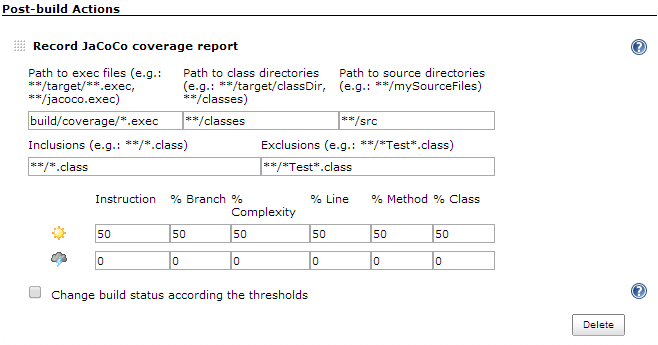 Post-build Actions
Record JaCoCo coverage report
Path to exec files (e.g.: Path to class directories Path to source directories
**/target/**.exec, (e.g.: **/target/classDir, (e.g.: **/mySourceFiles)
**/jacoco.exec) **/classes)
build/coverage/*.exec **/classes **/src
Inclusions (e.g.: **/*.class) Exclusions (e.g.: **/*Test*.class)
**/*.class **/*Test*.class
Instruction % Branch % % Line % Method % Class
Complexity
50 50 50 50 50 50
0 0 0 0 0 0
Change build status according the thresholds
Delete